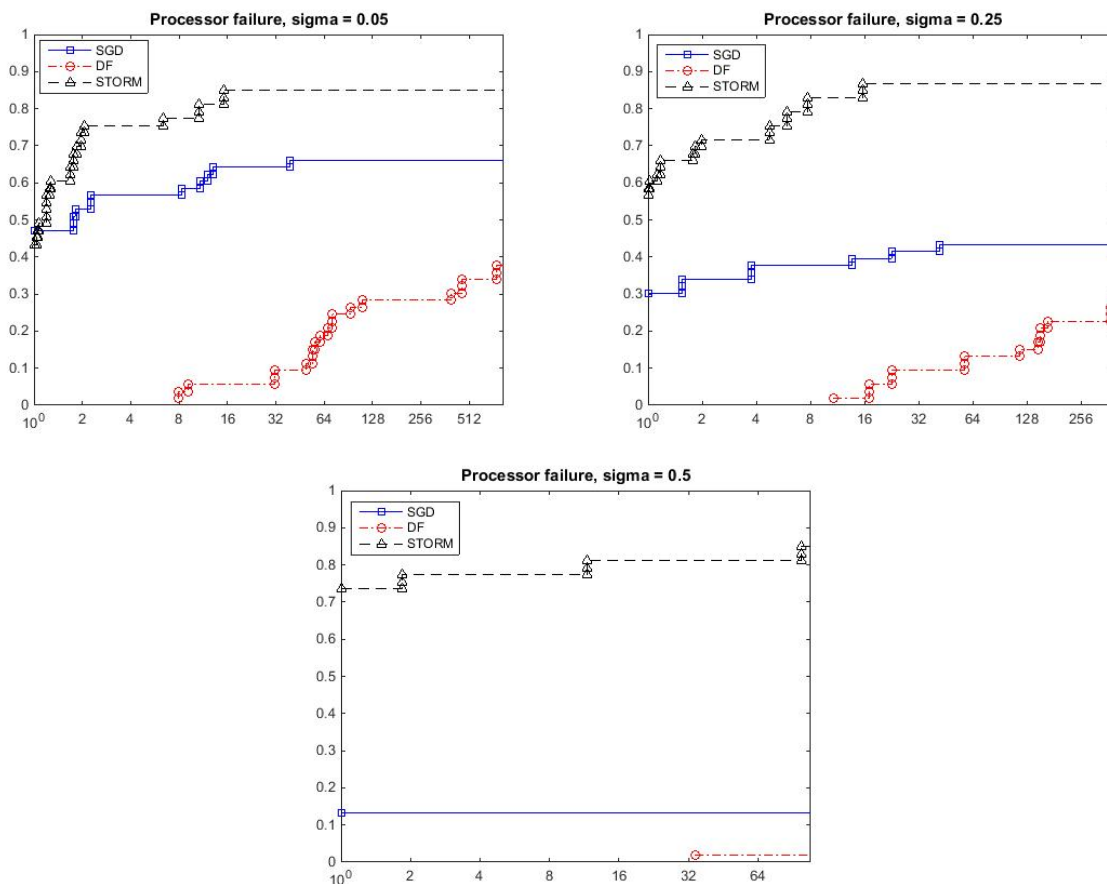 Processor failure, sigma = 0.05
SGD
DF
STORM
1
0.9
0.8
0.7
0.6
0.5
0.4
0.3
0.2
0.1
0
10^0 2 4 8 16 32 64 128 256 512
Processor failure, sigma = 0.25
SGD
DF
STORM
1
0.9
0.8
0.7
0.6
0.5
0.4
0.3
0.2
0.1
0
10^0 2 4 8 16 32 64 128 256
Processor failure, sigma = 0.5
SGD
DF
STORM
1
0.9
0.8
0.7
0.6
0.5
0.4
0.3
0.2
0.1
0
10^0 2 4 8 16 32 64